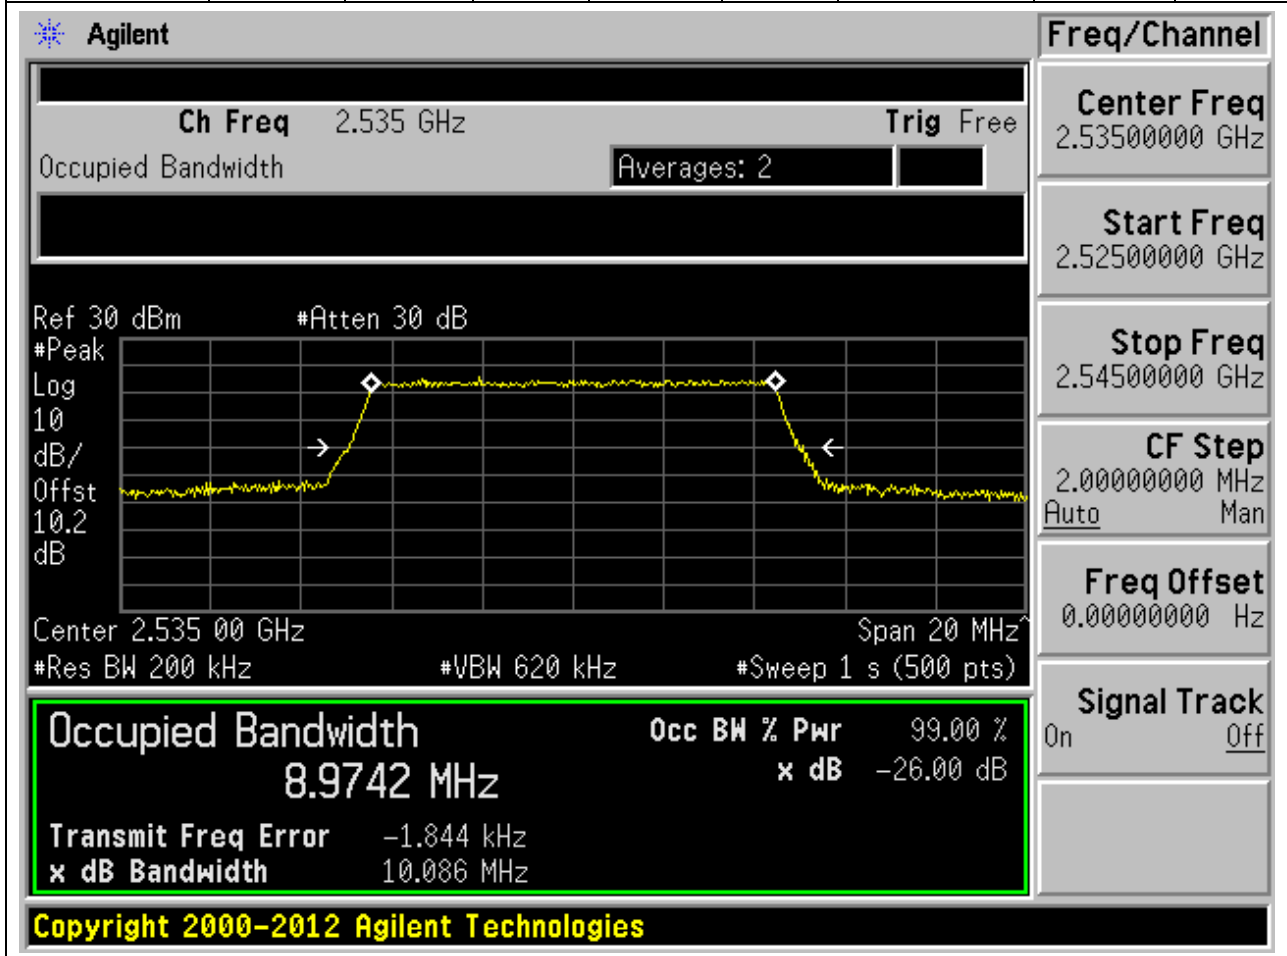 Agilent
Freq/Channel
Ch Freq 2.535 GHz Trig Free
Occupied Bandwidth Averages: 2
Center Freq
2.53500000 GHz
Start Freq
2.52500000 GHz
Stop Freq
2.54500000 GHz
CF Step
2.00000000 MHz
Auto Man
Freq Offset
0.00000000 Hz
Signal Track
On Off
Ref 30 dBm #Atten 30 dB
#Peak
Log
10
dB/
Offst
10.2
dB
Center 2.535 00 GHz Span 20 MHz^
#Res BW 200 kHz #VBW 620 kHz #Sweep 1 s (500 pts)
Occupied Bandwidth Occ BW % Pwr 99.00 %
8.9742 MHz x dB -26.00 dB
Transmit Freq Error -1.844 kHz
x dB Bandwidth 10.086 MHz
Copyright 2000-2012 Agilent Technologies